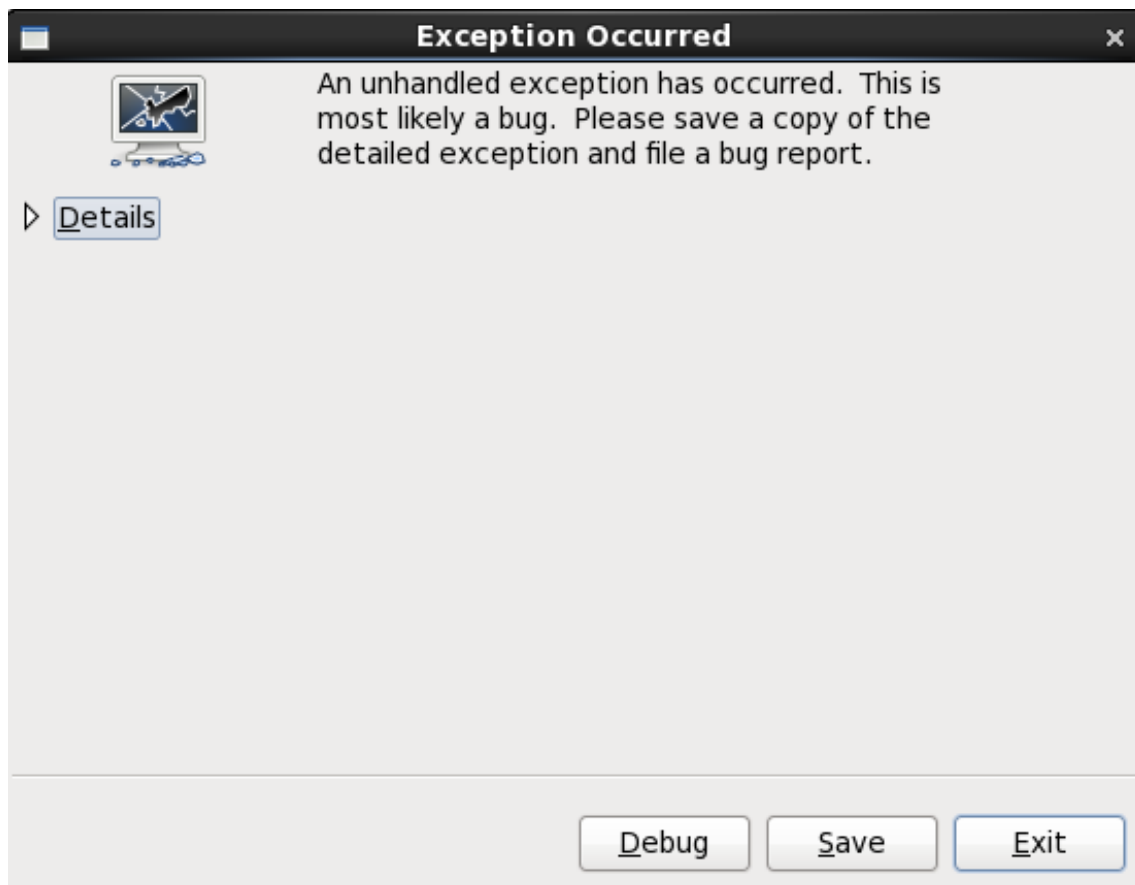 Exception Occurred
An unhandled exception has occurred.  This is
most likely a bug.  Please save a copy of the
detailed exception and file a bug report.
Details
Debug Save Exit